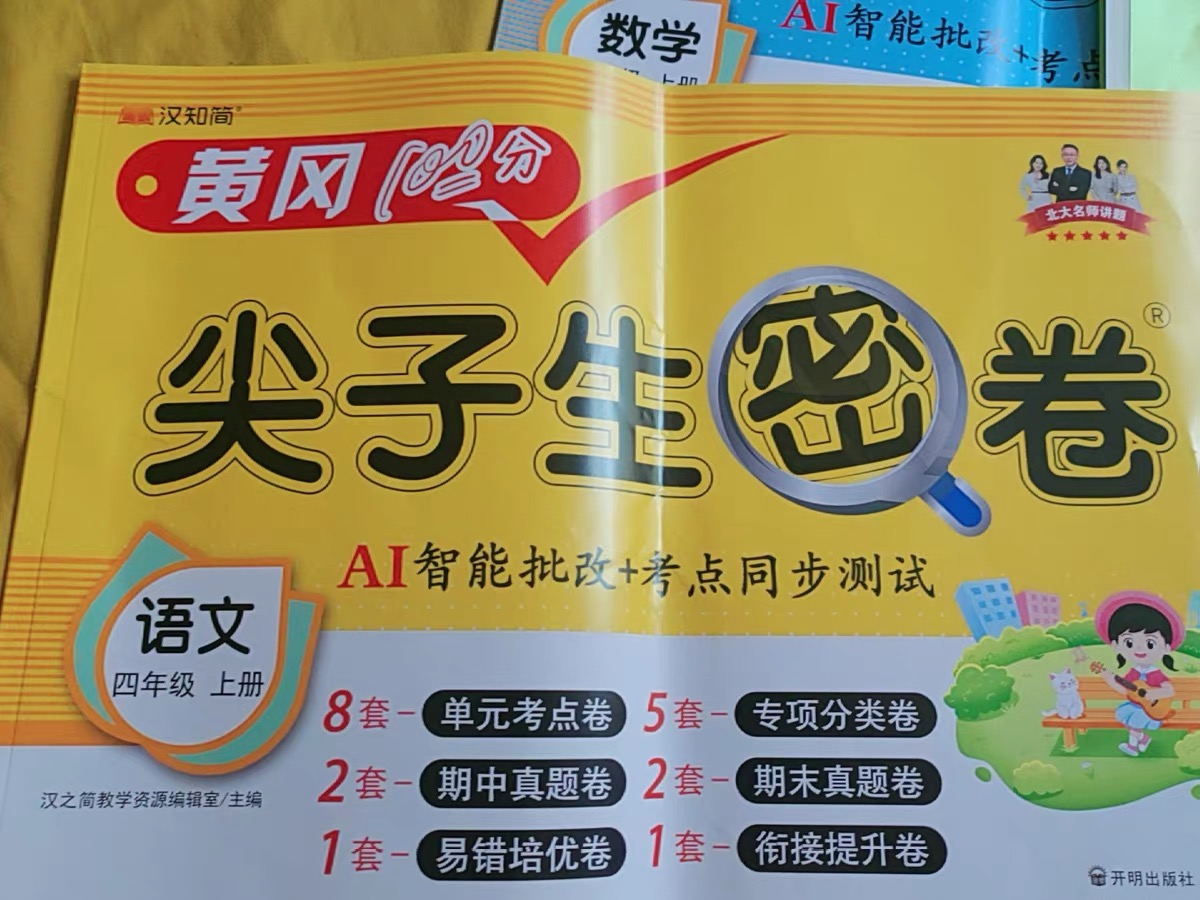 数学
上册
AI智能批改+考点
汉知简®
黄冈100分
北大名师讲题
尖子生密卷®
AI智能批改+考点同步测试
语文
四年级 上册
8套-单元考点卷 5套-专项分类卷
2套-期中真题卷 2套-期末真题卷
1套-易错培优卷 1套-衔接提升卷
汉之简教学资源编辑室/主编
开明出版社